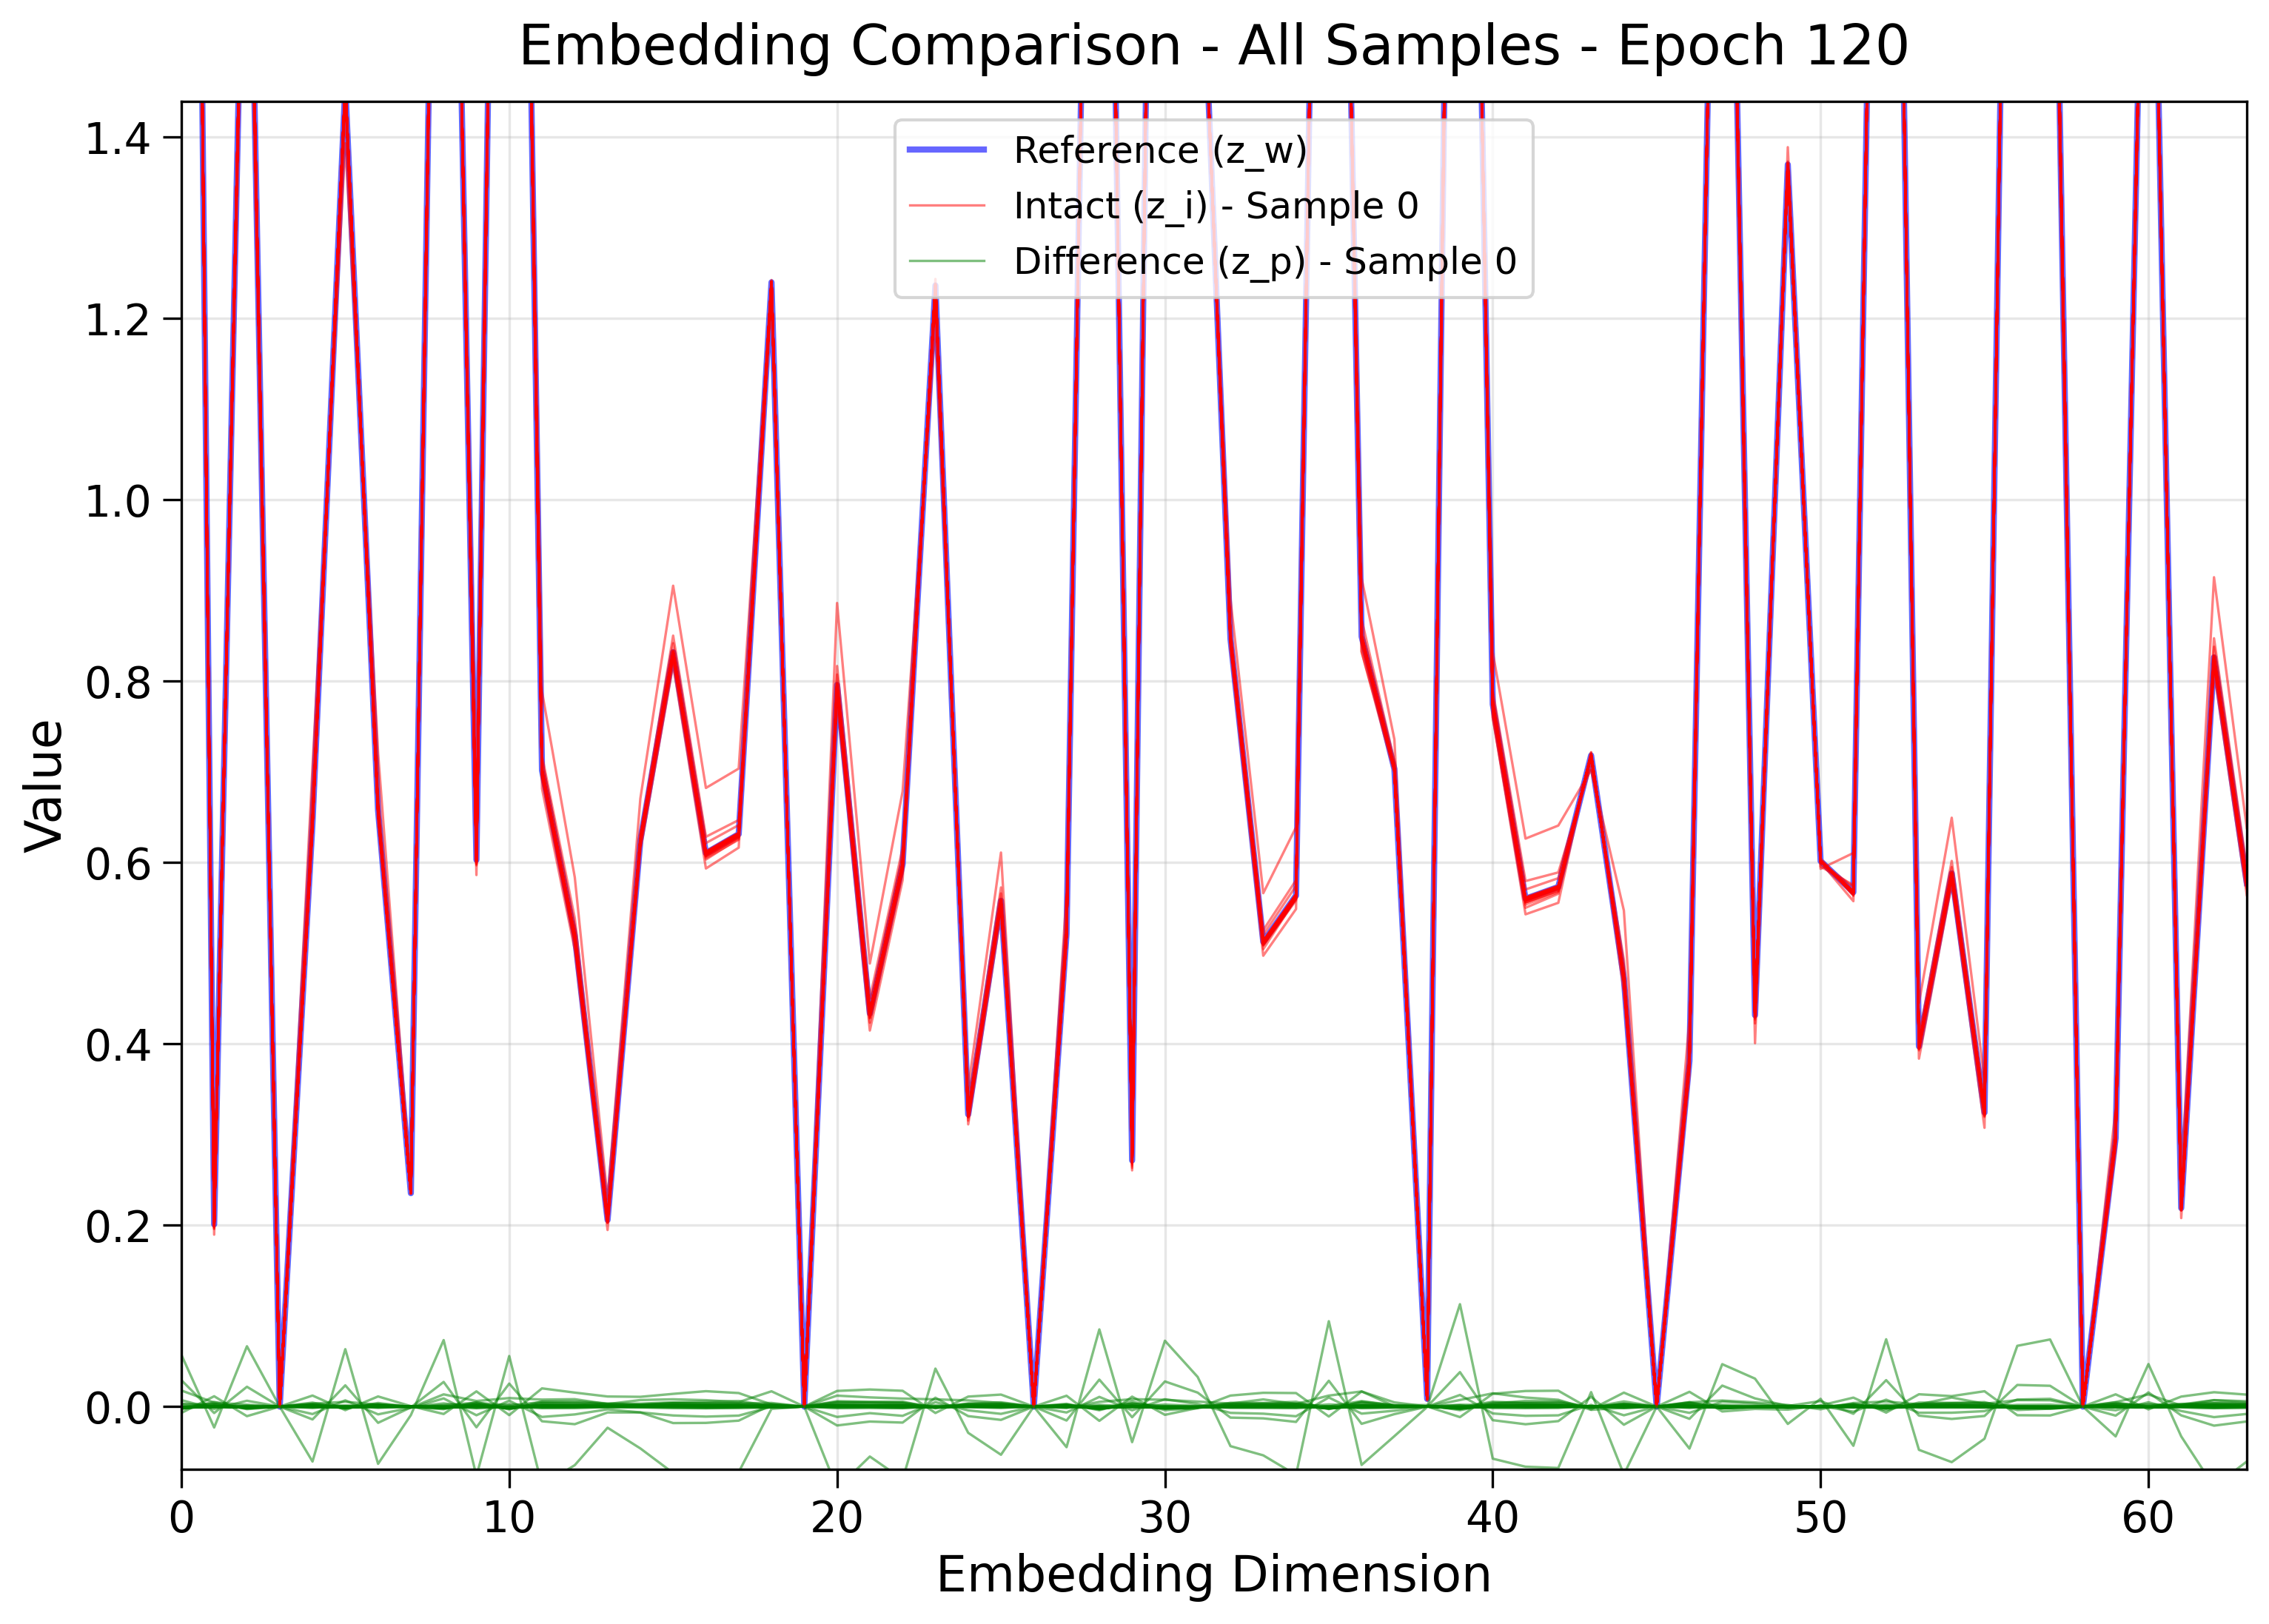 Embedding Comparison - All Samples - Epoch 120
Reference (z_w)
Intact (z_i) - Sample 0
Difference (z_p) - Sample 0
Value
1.4
1.2
1.0
0.8
0.6
0.4
0.2
0.0
0 10 20 30 40 50 60
Embedding Dimension